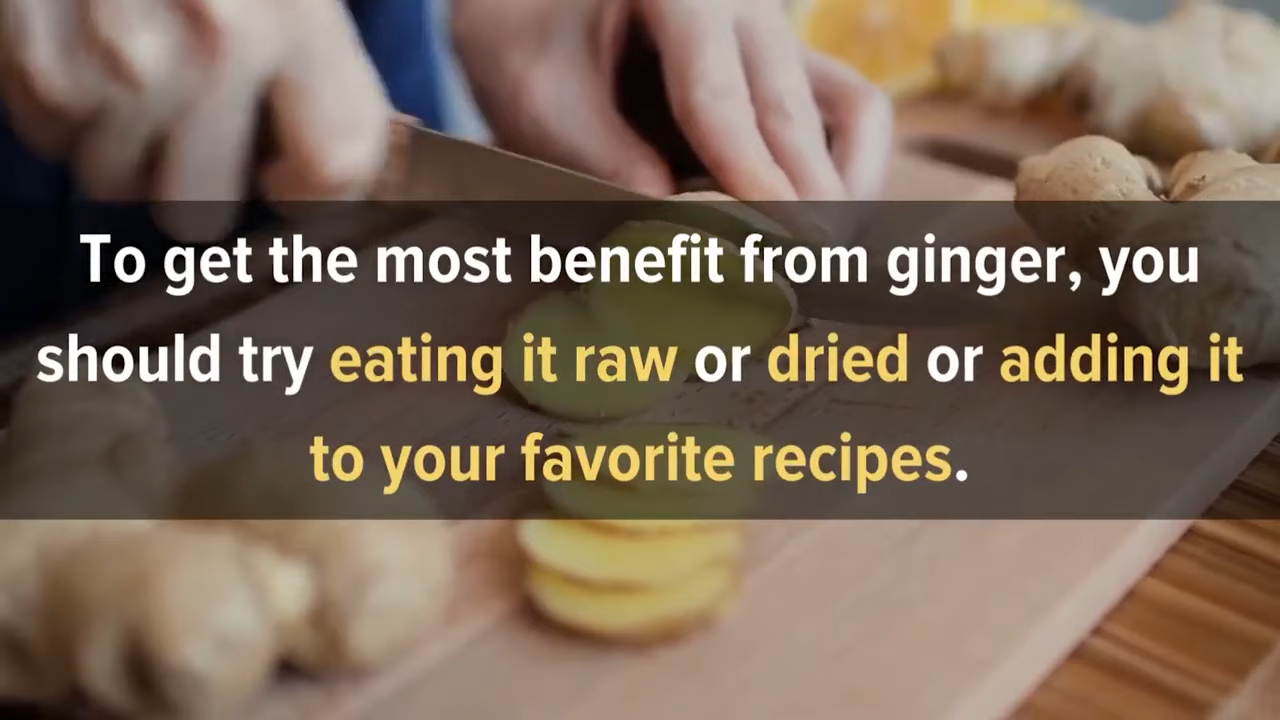 To get the most benefit from ginger, you
should try eating it raw or dried or adding it
to your favorite recipes.